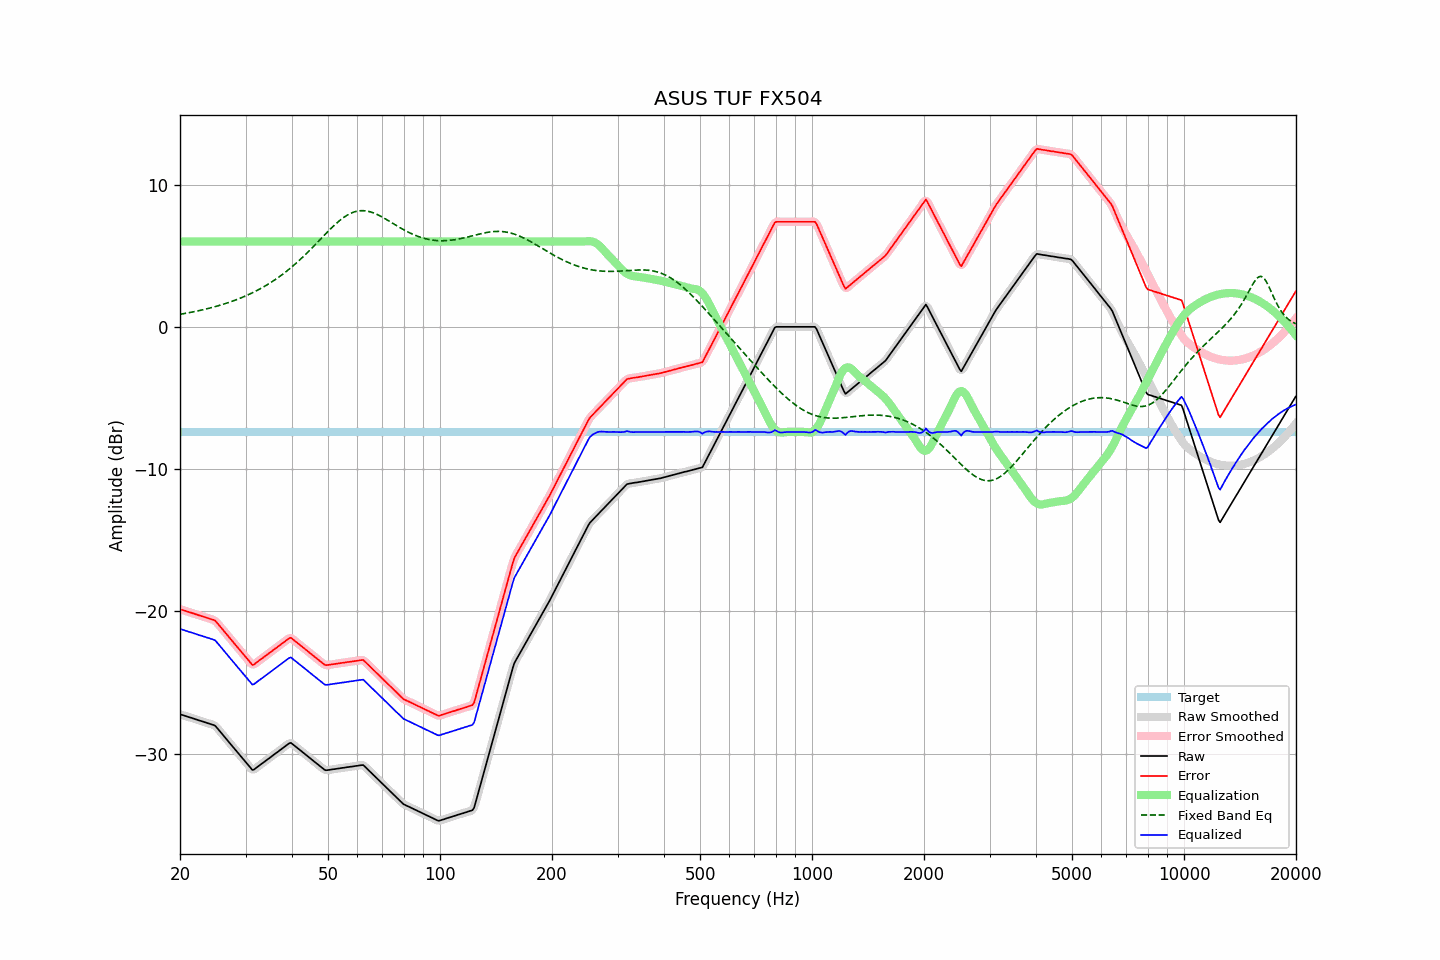 ASUS TUF FX504
10
0
−10
−20
−30
Amplitude (dBr)
20
50
100
200
500
1000
2000
5000
10000
20000
Frequency (Hz)
Target
Raw Smoothed
Error Smoothed
Raw
Error
Equalization
Fixed Band Eq
Equalized